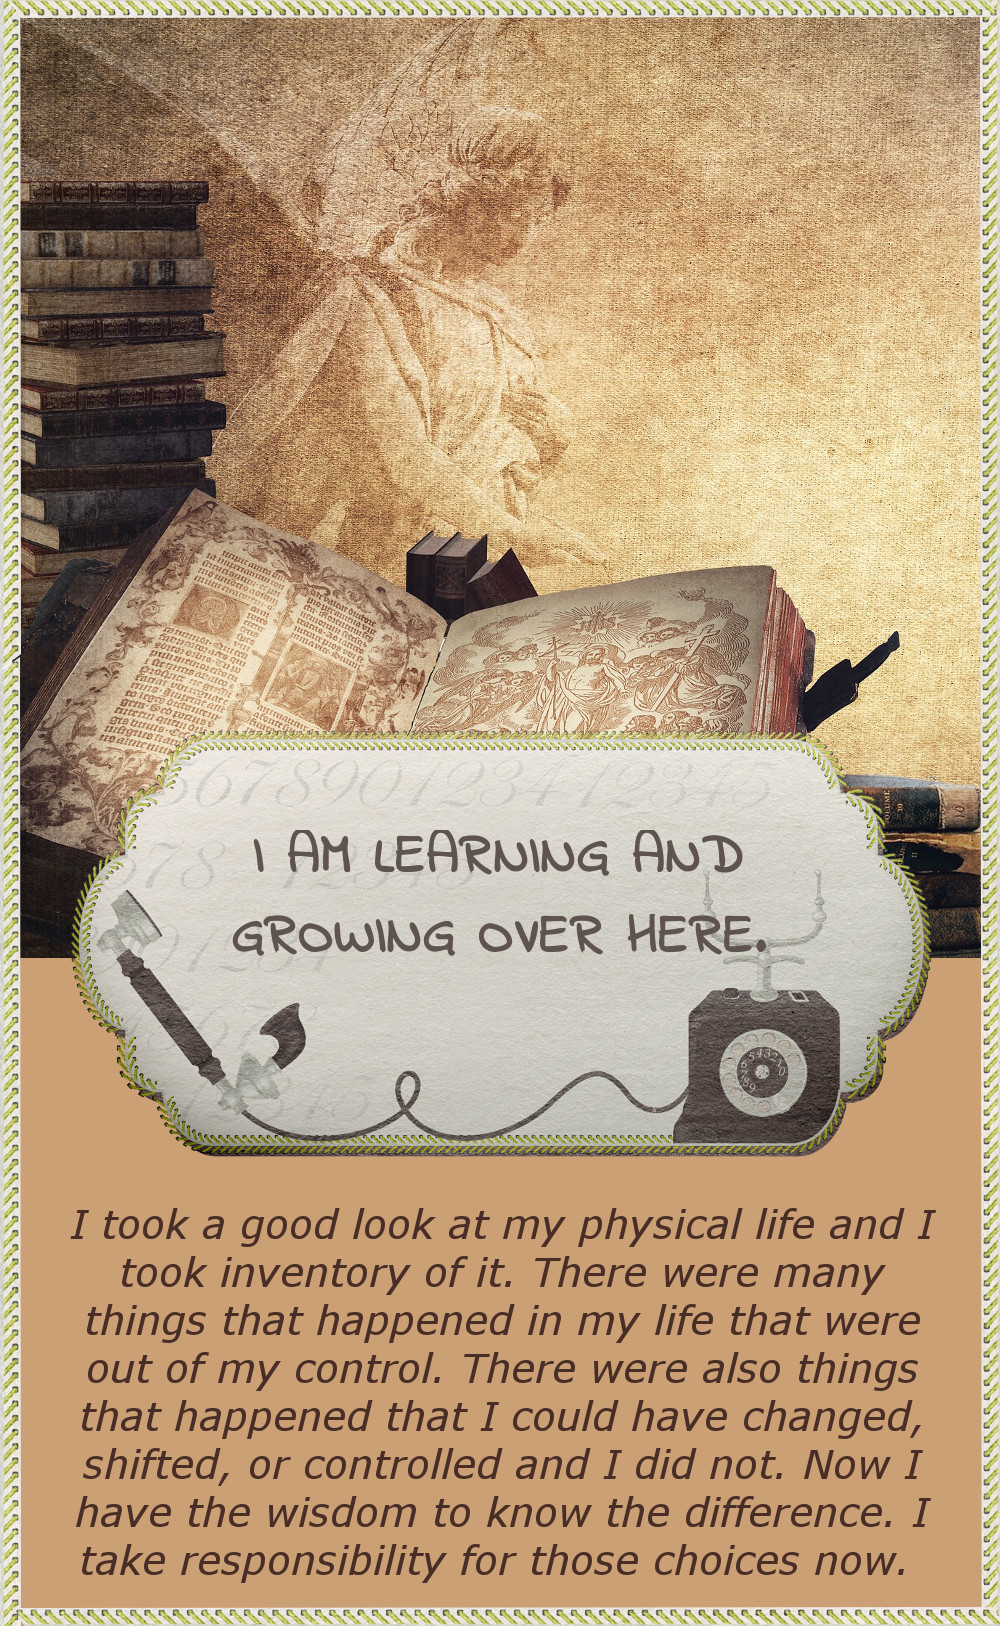 567890123412345
I AM LEARNING AND
GROWING OVER HERE.
I took a good look at my physical life and I
took inventory of it. There were many
things that happened in my life that were
out of my control. There were also things
that happened that I could have changed,
shifted, or controlled and I did not. Now I
have the wisdom to know the difference. I
take responsibility for those choices now.